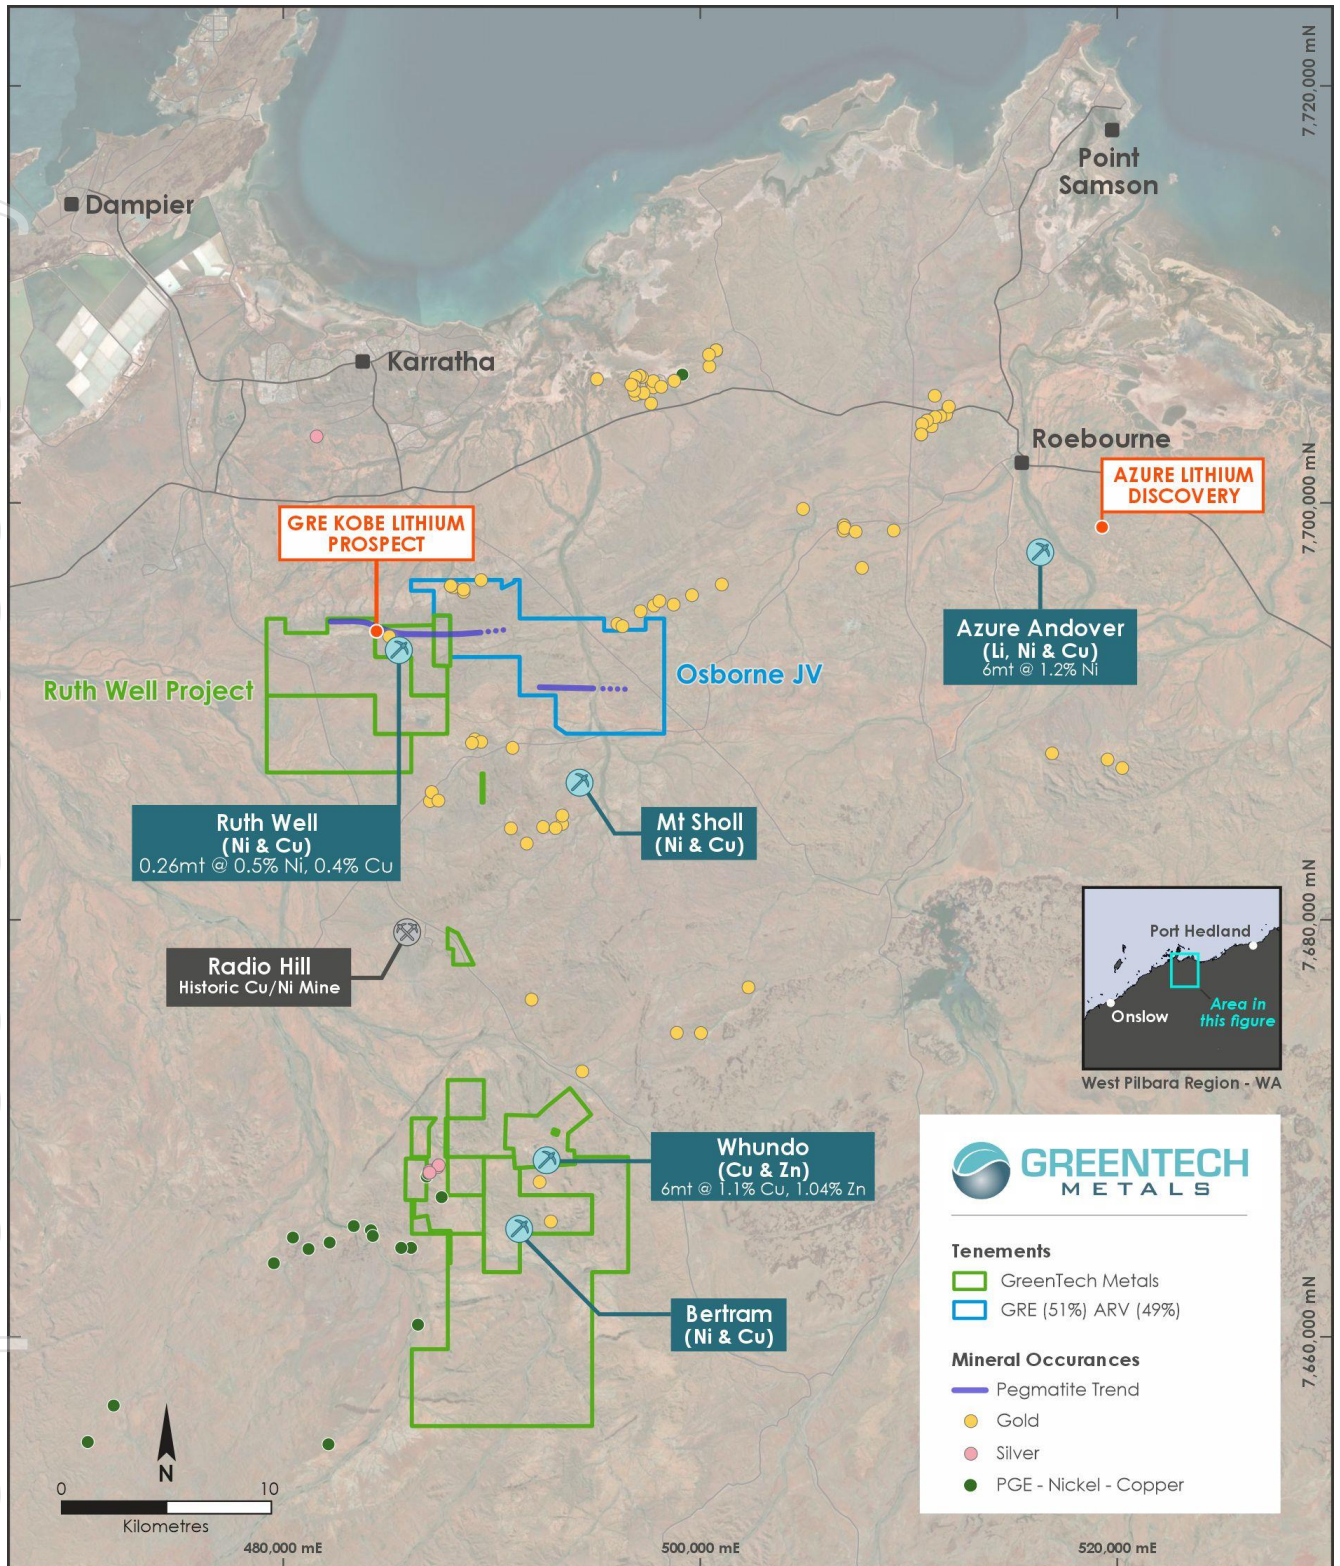 7,720,000 mN
Point
Samson
Dampier
Karratha
Roebourne
AZURE LITHIUM
DISCOVERY
7,700,000 mN
GRE KOBE LITHIUM
PROSPECT
Azure Andover
(Li, Ni & Cu)
6mt @ 1.2% Ni
Osborne JV
Ruth Well Project
Ruth Well
(Ni & Cu)
0.26mt @ 0.5% Ni, 0.4% Cu
Mt Sholl
(Ni & Cu)
7,680,000 mN
Radio Hill
Historic Cu/Ni Mine
Port Hedland
Onslow
Area in
this figure
West Pilbara Region - WA
Whundo
(Cu & Zn)
6mt @ 1.1% Cu, 1.04% Zn
Bertram
(Ni & Cu)
GREENTECH
METALS
Tenements
GreenTech Metals
GRE (51%) ARV (49%)
Mineral Occurances
Pegmatite Trend
Gold
Silver
PGE - Nickel - Copper
7,660,000 mN
N
0 10
Kilometres
480,000 mE
500,000 mE
520,000 mE